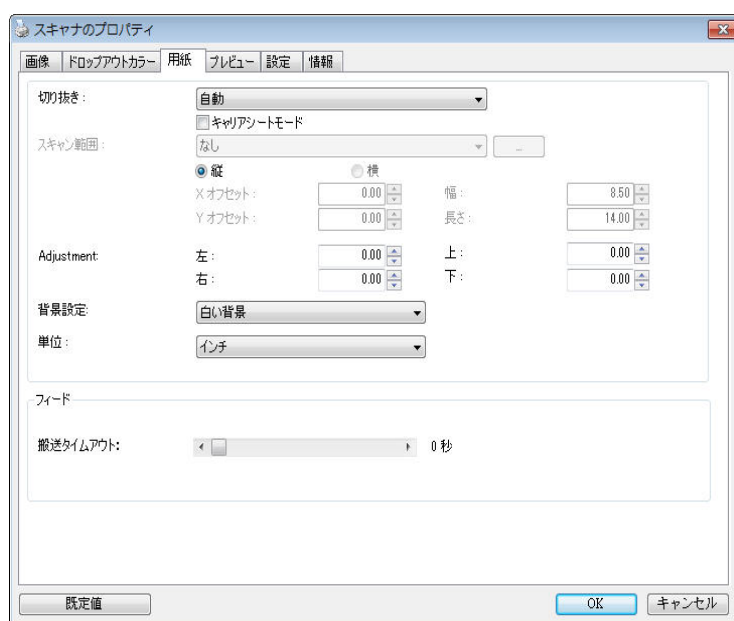 スキャナのプロパティ
画像 ドロップアウトカラー 用紙 プレビュー 設定 情報
切り抜き： 自動
キャリアシートモード
スキャン範囲： なし ...
縦 横
X オフセット： 0.00 幅： 8.50
Y オフセット： 0.00 長さ： 14.00
Adjustment: 左： 0.00 上： 0.00
右： 0.00 下： 0.00
背景設定: 白い背景
単位： インチ
フィード
搬送タイムアウト: 0 秒
既定値 OK キャンセル